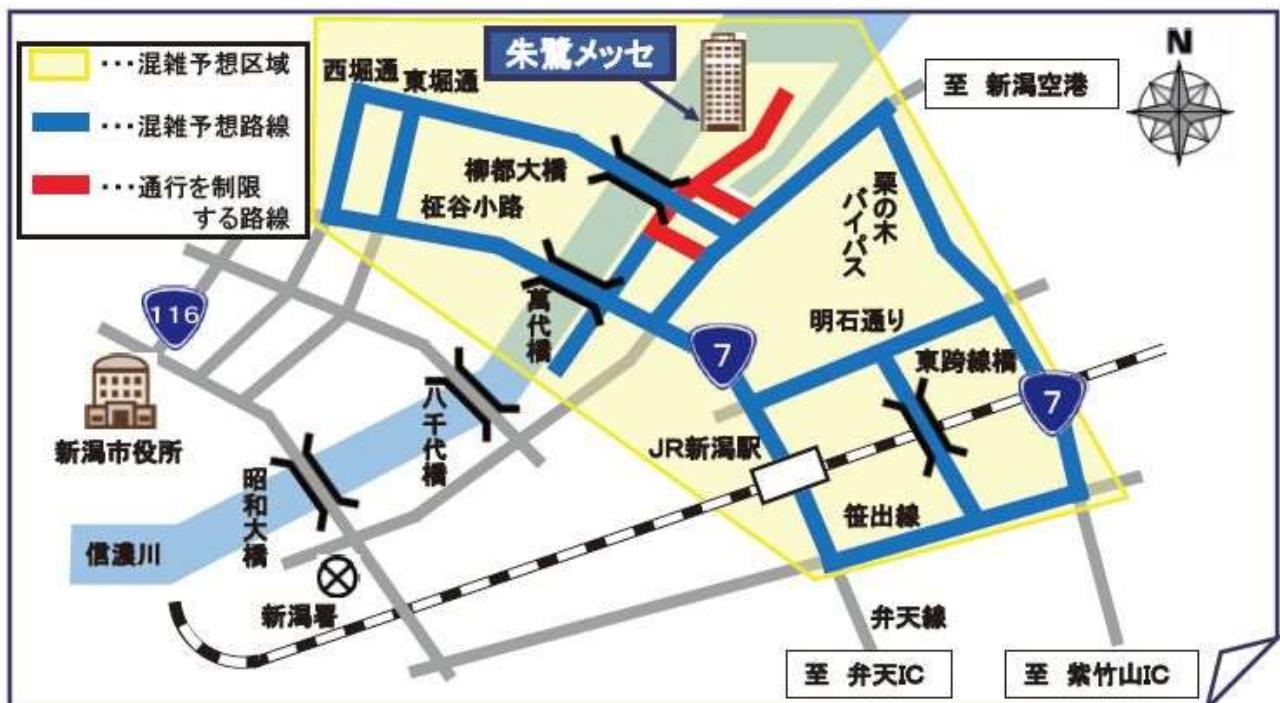 …混雑予想区域
…混雑予想路線
…通行を制限
する路線
西堀通
東堀通
朱鷺メッセ
N
至 新潟空港
柳都大橋
柾谷小路
栗の木
バイパス
116
萬代橋
7
明石通り
東跨線橋
7
新潟市役所
八千代橋
JR新潟駅
昭和大橋
笹出線
信濃川
新潟署
弁天線
至 弁天IC
至 紫竹山IC